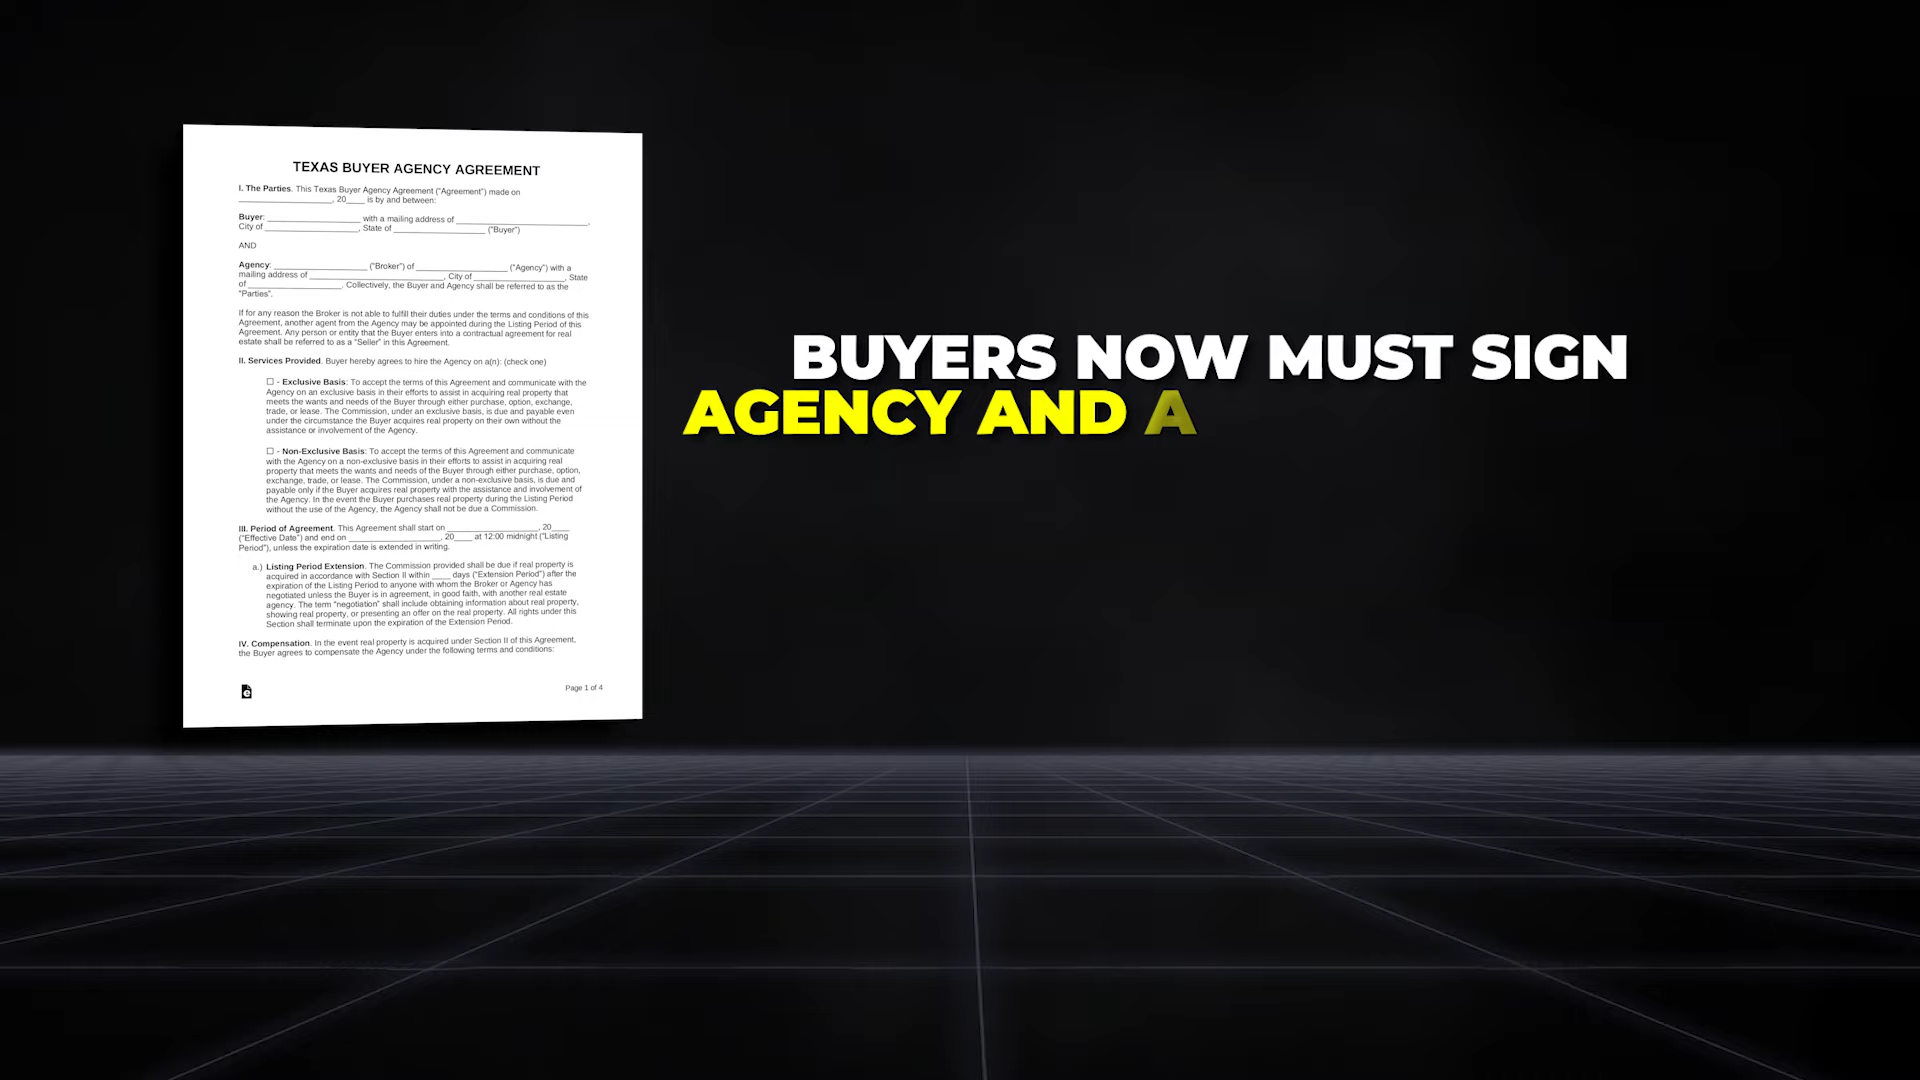 TEXAS BUYER AGENCY AGREEMENT
I. The Parties. This Texas Buyer Agency Agreement (“Agreement”) made on
____________________, 20____ is by and between:
Buyer: ____________________ with a mailing address of _____________________________,
City of ____________________, State of ____________________ (“Buyer”)
AND
Agency: ____________________ (“Broker”) of ____________________ (“Agency”) with a
mailing address of _____________________________, City of ____________________, State
of ____________________. Collectively, the Buyer and Agency shall be referred to as the
“Parties”.
If for any reason the Broker is not able to fulfill their duties under the terms and conditions of this
Agreement, another agent from the Agency may be appointed during the Listing Period of this
Agreement. Any person or entity that the Buyer enters into a contractual agreement for real
estate shall be referred to as a “Seller” in this Agreement.
II. Services Provided. Buyer hereby agrees to hire the Agency on a(n): (check one)
☐ - Exclusive Basis: To accept the terms of this Agreement and communicate with the
Agency on an exclusive basis in their efforts to assist in acquiring real property that
meets the wants and needs of the Buyer through either purchase, option, exchange,
trade, or lease. The Commission, under an exclusive basis, is due and payable even
under the circumstance the Buyer acquires real property on their own without the
assistance or involvement of the Agency.
☐ - Non-Exclusive Basis: To accept the terms of this Agreement and communicate
with the Agency on a non-exclusive basis in their efforts to assist in acquiring real
property that meets the wants and needs of the Buyer through either purchase, option,
exchange, trade, or lease. The Commission, under a non-exclusive basis, is due and
payable only if the Buyer acquires real property with the assistance and involvement of
the Agency. In the event the Buyer purchases real property during the Listing Period
without the use of the Agency, the Agency shall not be due a Commission.
III. Period of Agreement. This Agreement shall start on ____________________, 20____
(“Effective Date”) and end on ____________________, 20____ at 12:00 midnight (“Listing
Period”), unless the expiration date is extended in writing.
a.) Listing Period Extension. The Commission provided shall be due if real property is
acquired in accordance with Section II within ____ days (“Extension Period”) after the
expiration of the Listing Period to anyone with whom the Broker or Agency has
negotiated unless the Buyer is in agreement, in good faith, with another real estate
agency. The term “negotiation” shall include obtaining information about real property,
showing real property, or presenting an offer on the real property. All rights under this
Section shall terminate upon the expiration of the Extension Period.
IV. Compensation. In the event real property is acquired under Section II of this Agreement,
the Buyer agrees to compensate the Agency under the following terms and conditions:
Page 1 of 4
BUYERS NOW MUST SIGN
AGENCY AND A